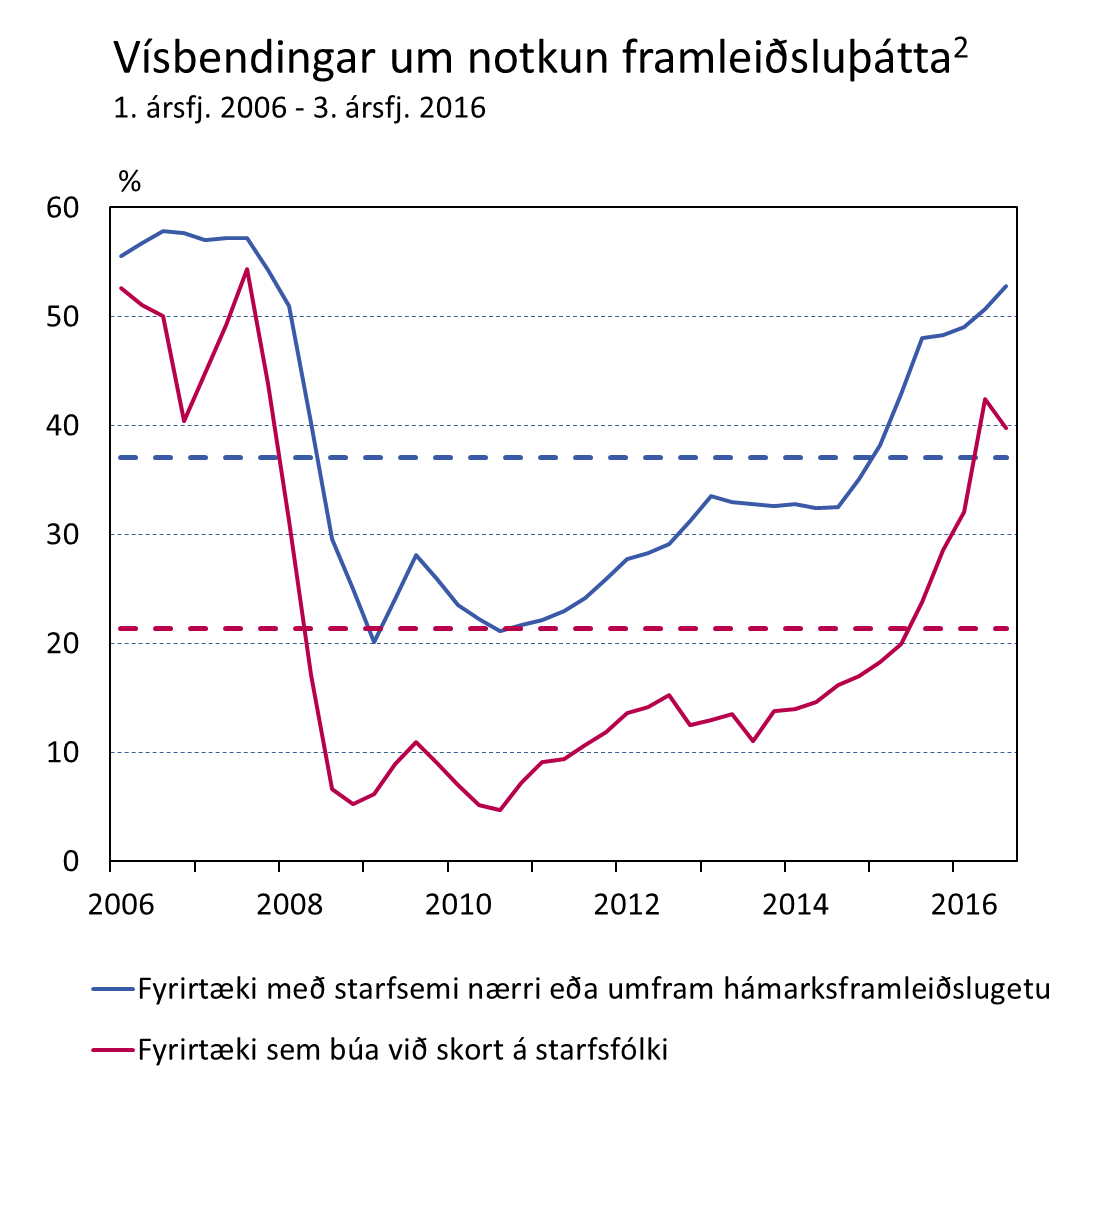 Vísbendingar um notkun framleiðsluþátta²
1. ársfj. 2006 - 3. ársfj. 2016
%
60
50
40
30
20
10
0
2006 2008 2010 2012 2014 2016
Fyrirtæki með starfsemi nærri eða umfram hámarksframleiðslugetu
Fyrirtæki sem búa við skort á starfsfólki